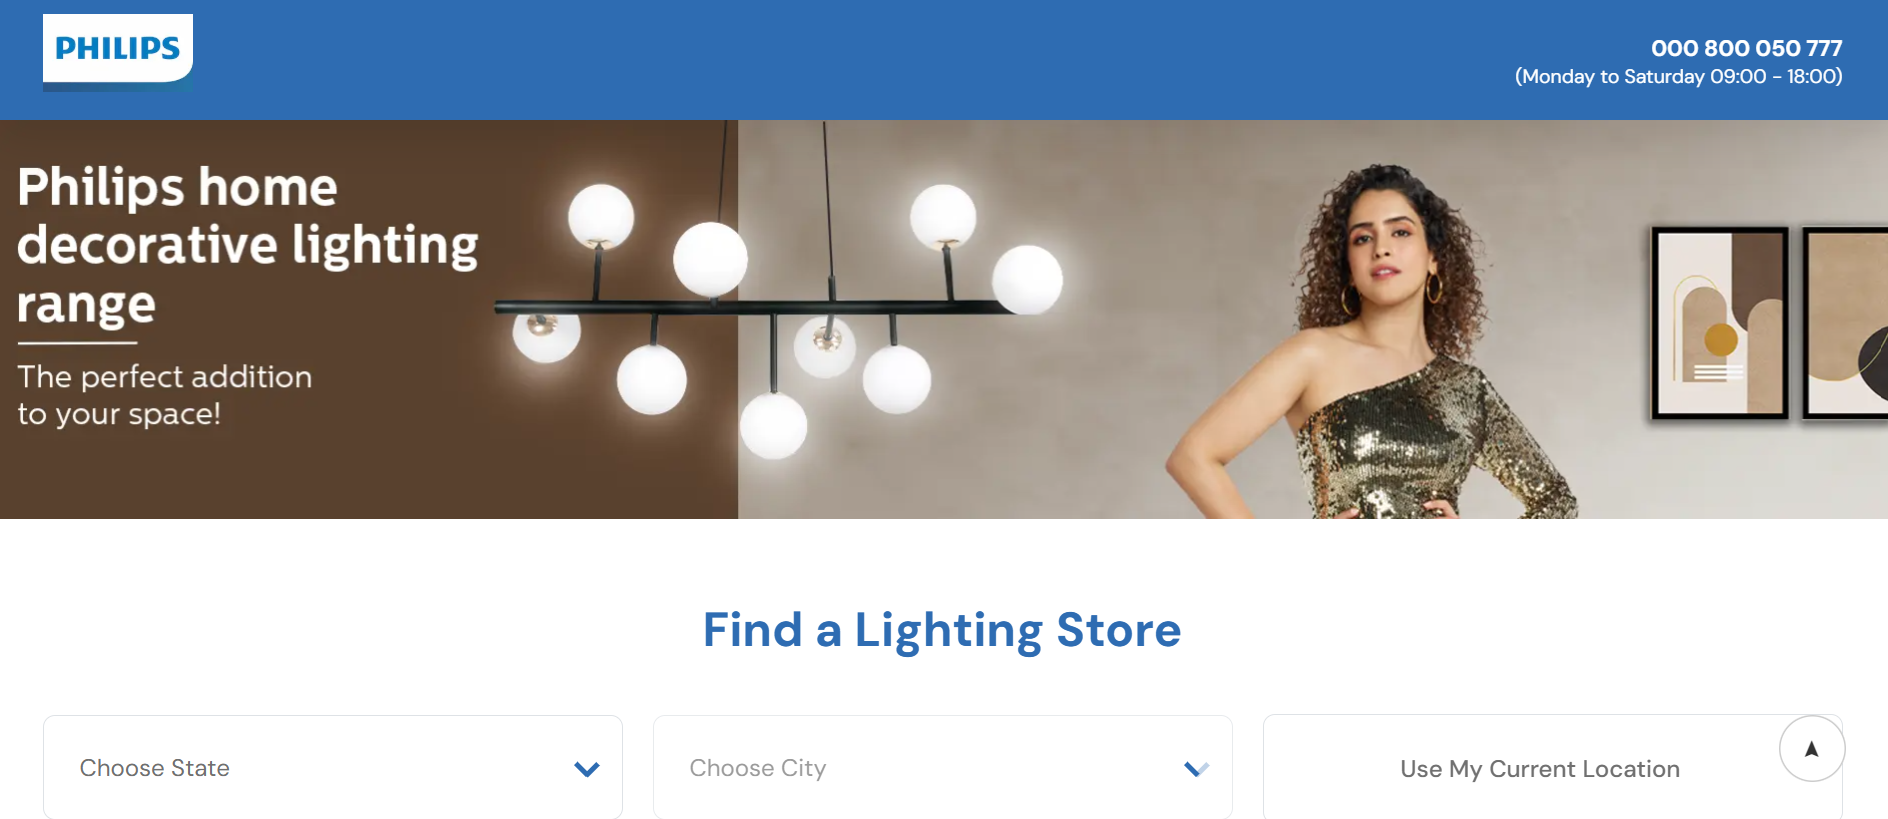 PHILIPS
000 800 050 777
(Monday to Saturday 09:00 - 18:00)
Philips home
decorative lighting
range
The perfect addition
to your space!
Find a Lighting Store
Choose State
Choose City
Use My Current Location